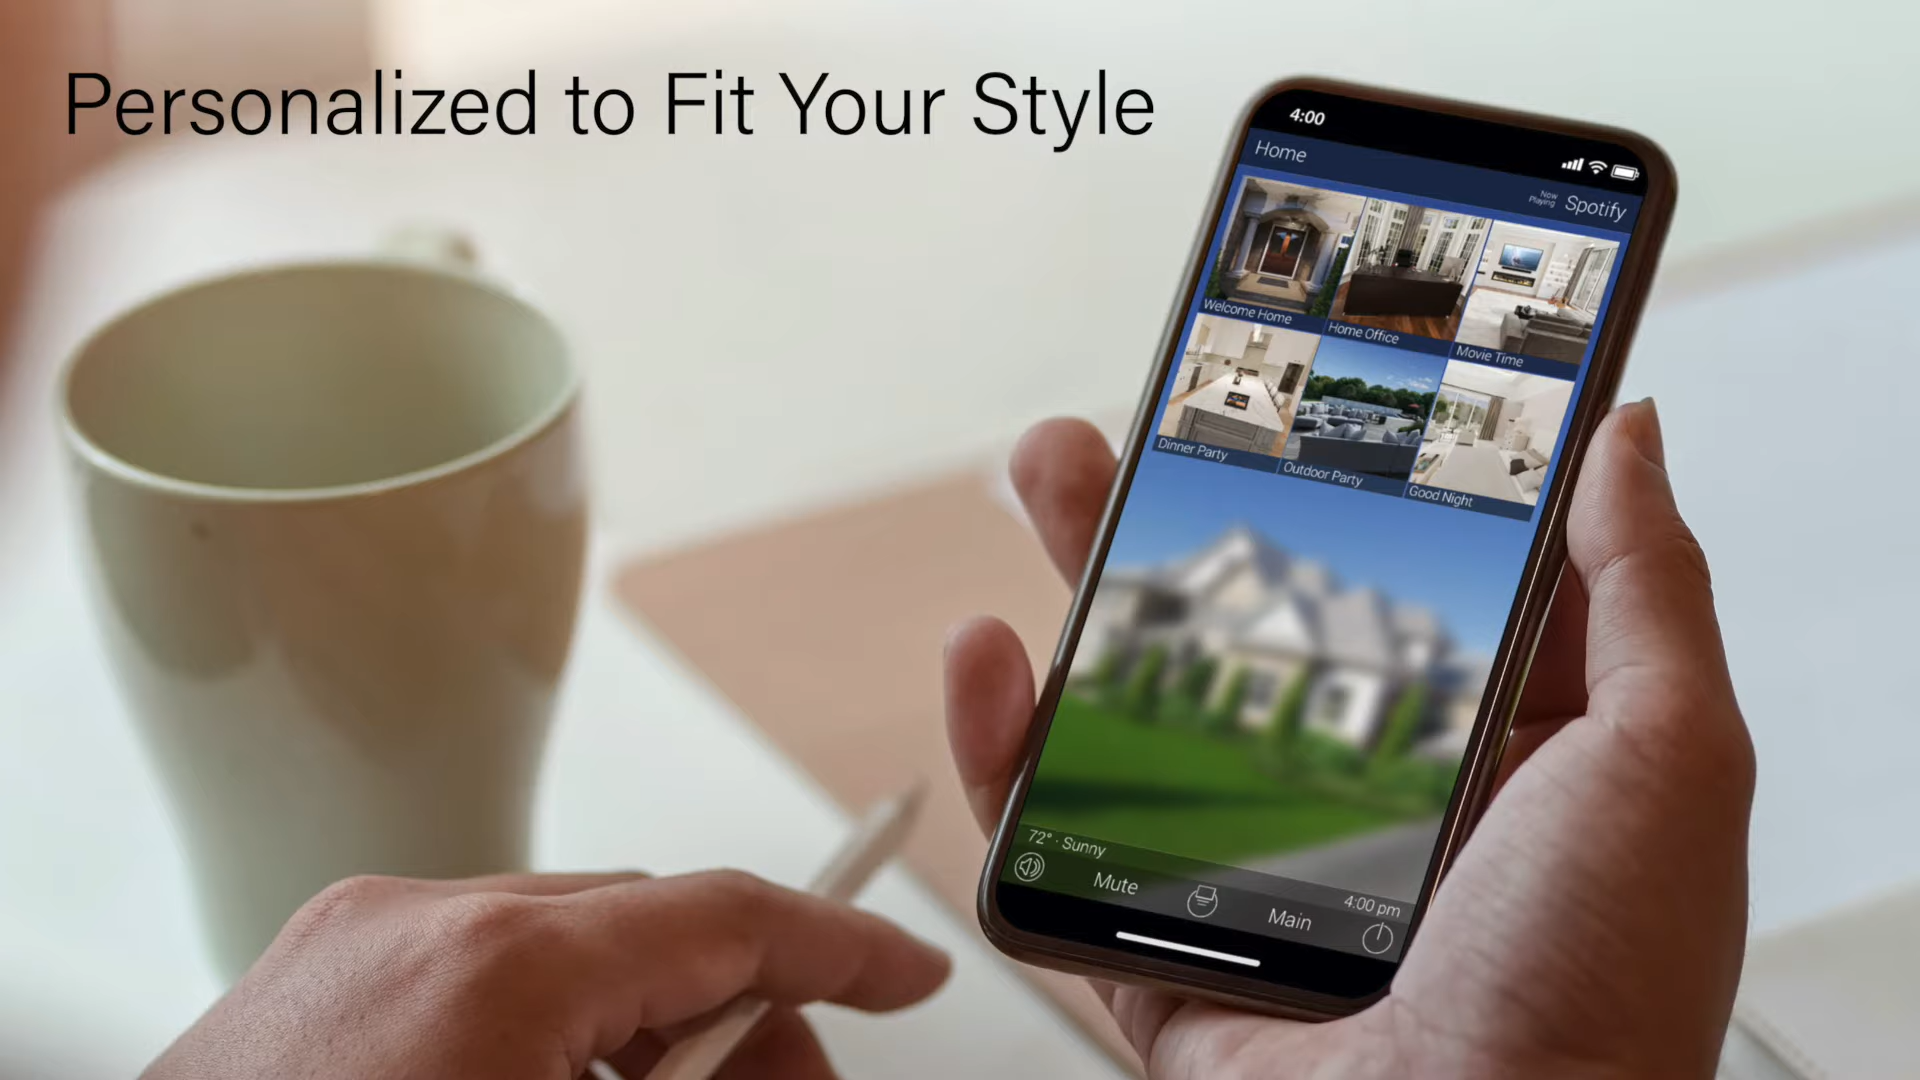 Personalized to Fit Your Style
4:00
Home
Now
Playing
Spotify
Welcome Home
Home Office
Movie Time
Dinner Party
Outdoor Party
Good Night
72° · Sunny
4:00 pm
Mute
Main